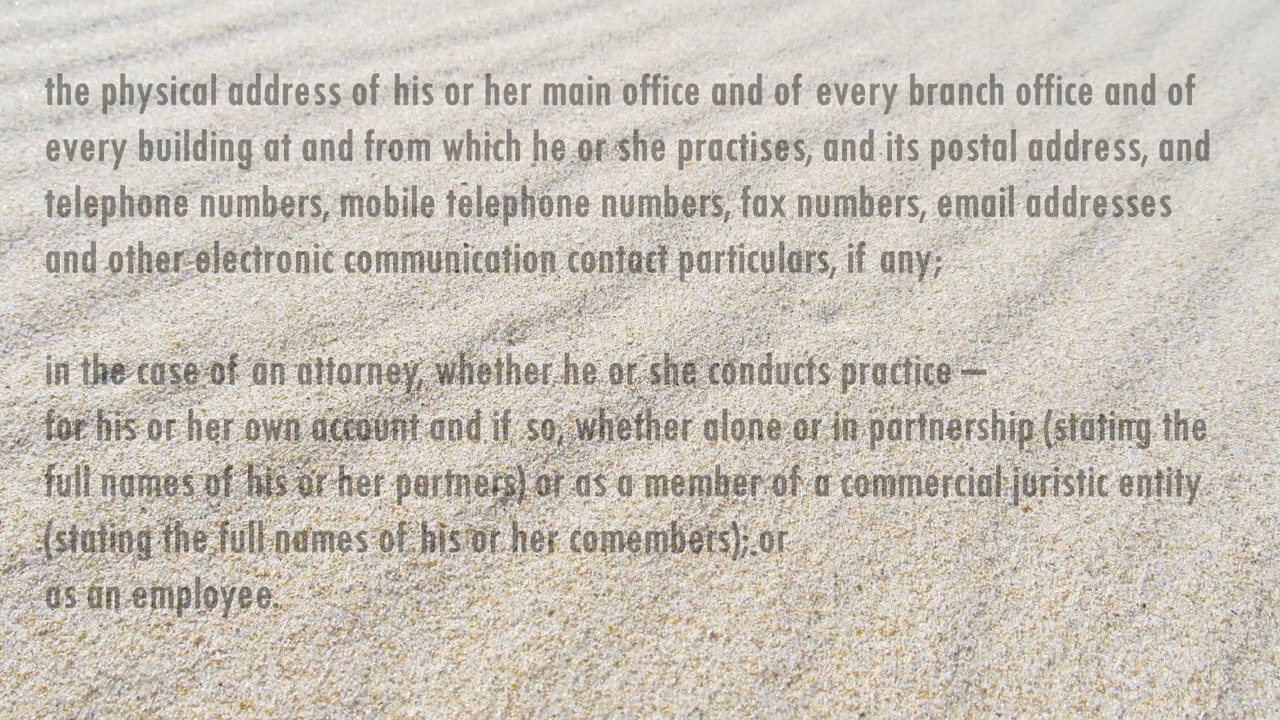 the physical address of his or her main office and of every branch office and of
every building at and from which he or she practises, and its postal address, and
telephone numbers, mobile telephone numbers, fax numbers, email addresses
and other electronic communication contact particulars, if any;
in the case of an attorney, whether he or she conducts practice —
for his or her own account and if so, whether alone or in partnership (stating the
full names of his or her partners) or as a member of a commercial juristic entity
(stating the full names of his or her comembers); or
as an employee.